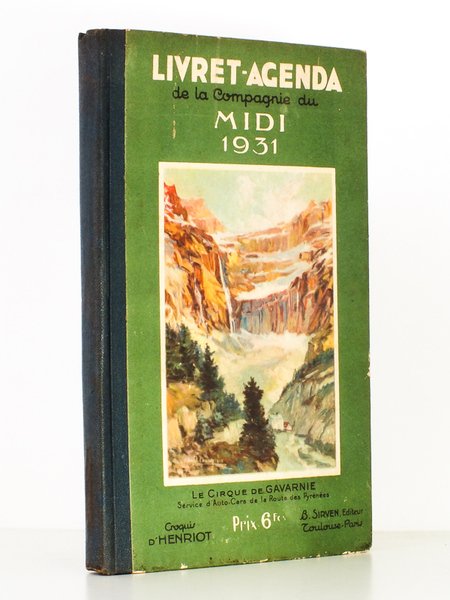 LIVRET-AGENDA
de la Compagnie du
MIDI
1931
LE CIRQUE DE GAVARNIE
Service d'Auto-Cars de la Route des Pyrénées
Croquis
D'HENRIOT
Prix 6 Frs
B. SIRVEN, Editeur
Toulouse-Paris